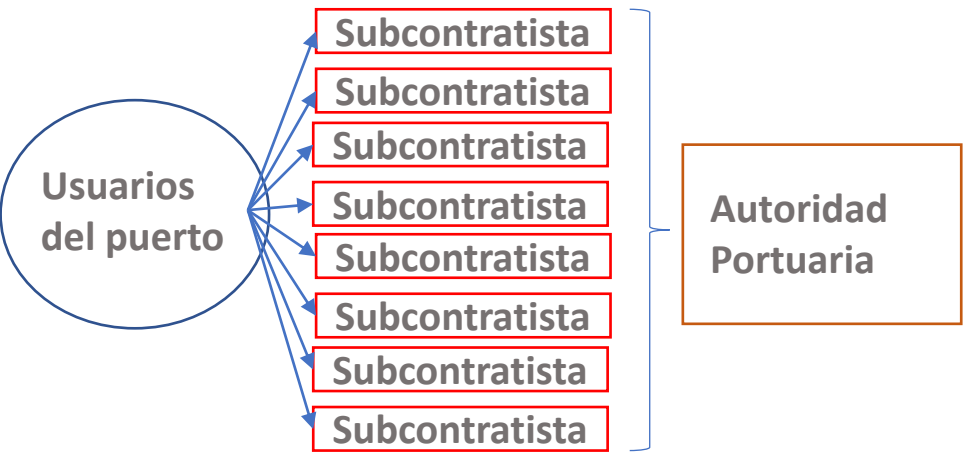 Usuarios
del puerto
Subcontratista
Subcontratista
Subcontratista
Subcontratista
Subcontratista
Subcontratista
Subcontratista
Subcontratista
Autoridad
Portuaria